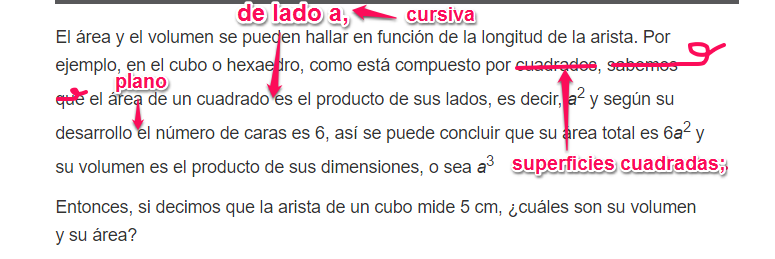 de lado a, cursiva
El área y el volumen se pueden hallar en función de la longitud de la arista. Por
ejemplo, en el cubo o hexaedro, como está compuesto por cuadrados, sabemos
plano
que el área de un cuadrado es el producto de sus lados, es decir, a² y según su
desarrollo el número de caras es 6, así se puede concluir que su área total es 6a² y
su volumen es el producto de sus dimensiones, o sea a³
superficies cuadradas;
Entonces, si decimos que la arista de un cubo mide 5 cm, ¿cuáles son su volumen
y su área?